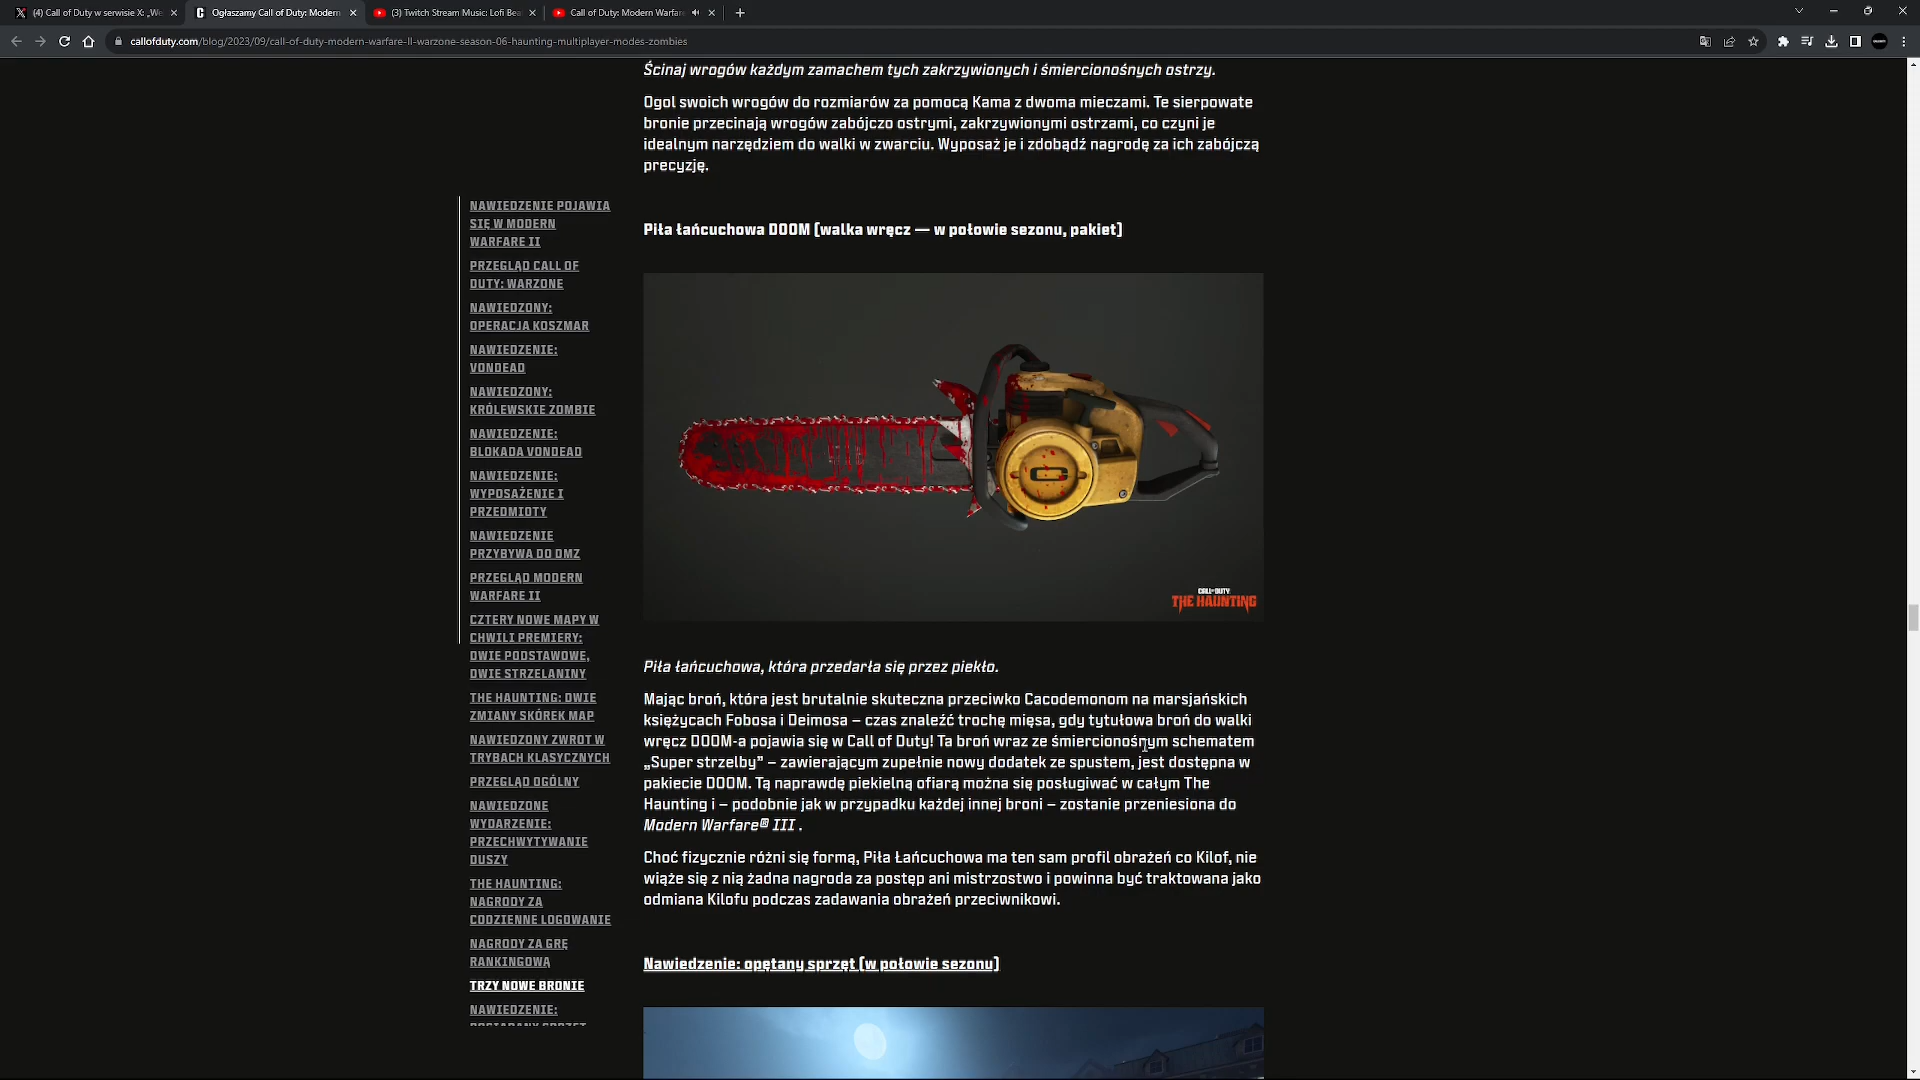 (4) Call of Duty w serwisie X: „We
Ogłaszamy Call of Duty: Modern
(3) Twitch Stream Music: Lofi Bea
Call of Duty: Modern Warfare
callofduty.com/blog/2023/09/call-of-duty-modern-warfare-II-warzone-season-06-haunting-multiplayer-modes-zombies
Ścinaj wrogów każdym zamachem tych zakrzywionych i śmiercionośnych ostrzy.
Ogol swoich wrogów do rozmiarów za pomocą Kama z dwoma mieczami. Te sierpowate
bronie przecinają wrogów zabójczo ostrymi, zakrzywionymi ostrzami, co czyni je
idealnym narzędziem do walki w zwarciu. Wyposaż je i zdobądź nagrodę za ich zabójczą
precyzję.
NAWIEDZENIE POJAWIA
SIĘ W MODERN
WARFARE II
PRZEGLĄD CALL OF
DUTY: WARZONE
NAWIEDZONY:
OPERACJA KOSZMAR
NAWIEDZENIE:
VONDEAD
NAWIEDZONY:
KRÓLEWSKIE ZOMBIE
NAWIEDZENIE:
BLOKADA VONDEAD
NAWIEDZENIE:
WYPOSAŻENIE I
PRZEDMIOTY
NAWIEDZENIE
PRZYBYWA DO DMZ
PRZEGLĄD MODERN
WARFARE II
CZTERY NOWE MAPY W
CHWILI PREMIERY:
DWIE PODSTAWOWE,
DWIE STRZELANINY
THE HAUNTING: DWIE
ZMIANY SKÓREK MAP
NAWIEDZONY ZWROT W
TRYBACH KLASYCZNYCH
PRZEGLĄD OGÓLNY
NAWIEDZONE
WYDARZENIE:
PRZECHWYTYWANIE
DUSZY
THE HAUNTING:
NAGRODY ZA
CODZIENNE LOGOWANIE
NAGRODY ZA GRĘ
RANKINGOWĄ
TRZY NOWE BRONIE
NAWIEDZENIE:
Piła łańcuchowa DOOM (walka wręcz — w połowie sezonu, pakiet]
CALL OF DUTY
THE HAUNTING
Piła łańcuchowa, która przedarła się przez piekło.
Mając broń, która jest brutalnie skuteczna przeciwko Cacodemonom na marsjańskich
księżycach Fobosa i Deimosa – czas znaleźć trochę mięsa, gdy tytułowa broń do walki
wręcz DOOM-a pojawia się w Call of Duty! Ta broń wraz ze śmiercionośnym schematem
„Super strzelby” – zawierającym zupełnie nowy dodatek ze spustem, jest dostępna w
pakiecie DOOM. Tą naprawdę piekielną ofiarą można się posługiwać w całym The
Haunting i – podobnie jak w przypadku każdej innej broni – zostanie przeniesiona do
Modern Warfare® III .
Choć fizycznie różni się formą, Piła Łańcuchowa ma ten sam profil obrażeń co Kilof, nie
wiąże się z nią żadna nagroda za postęp ani mistrzostwo i powinna być traktowana jako
odmiana Kilofu podczas zadawania obrażeń przeciwnikowi.
Nawiedzenie: opętany sprzęt (w połowie sezonu]